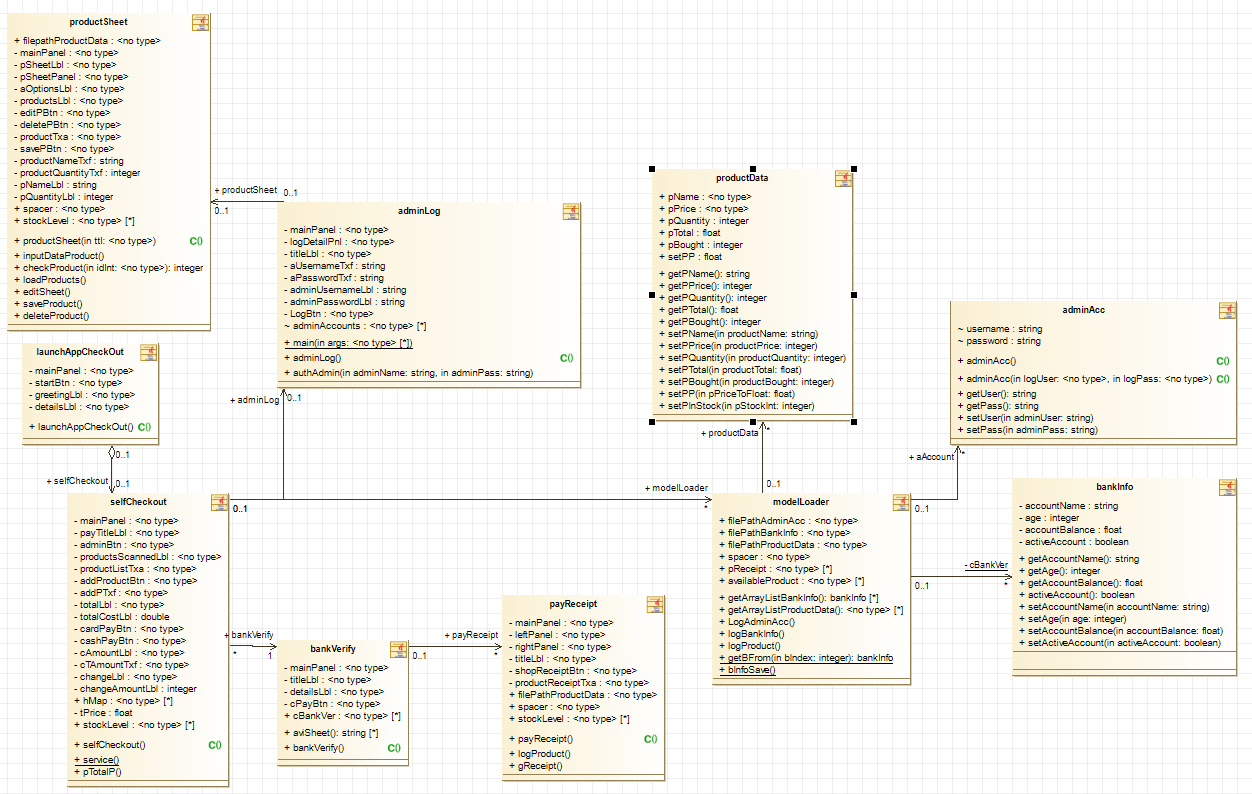 productSheet
+ filepathProductData : <no type>
- mainPanel : <no type>
- pSheetLbl : <no type>
- pSheetPanel : <no type>
- aOptionsLbl : <no type>
- productsLbl : <no type>
- editPBtn : <no type>
- deletePBtn : <no type>
- productTxa : <no type>
- savePBtn : <no type>
- productNameTxf : string
- productQuantityTxf : integer
- pNameLbl : string
- pQuantityLbl : integer
+ spacer : <no type>
+ stockLevel : <no type> [*]
+ productSheet(in ttl: <no type>) C()
+ inputDataProduct()
+ checkProduct(in idInt: <no type>): integer
+ loadProducts()
+ editSheet()
+ saveProduct()
+ deleteProduct()
+ productSheet 0..1
0..1
adminLog
- mainPanel : <no type>
- logDetailPnl : <no type>
- titleLbl : <no type>
- aUsernameTxf : string
- aPasswordTxf : string
- adminUsernameLbl : string
- adminPasswordLbl : string
- LogBtn : <no type>
~ adminAccounts : <no type> [*]
+ main(in args: <no type> [*])
+ adminLog() C()
+ authAdmin(in adminName: string, in adminPass: string)
+ adminLog 0..1
productData
+ pName : <no type>
+ pPrice : <no type>
+ pQuantity : integer
+ pTotal : float
+ pBought : integer
+ setPP : float
+ getPName(): string
+ getPPrice(): integer
+ getPQuantity(): integer
+ getPTotal(): float
+ getPBought(): integer
+ setPName(in productName: string)
+ setPPrice(in productPrice: integer)
+ setPQuantity(in productQuantity: integer)
+ setPTotal(in productTotal: float)
+ setPBought(in productBought: integer)
+ setPP(in pPriceToFloat: float)
+ setPInStock(in pStockInt: integer)
+ productData *
0..1
adminAcc
~ username : string
~ password : string
+ adminAcc() C()
+ adminAcc(in logUser: <no type>, in logPass: <no type>) C()
+ getUser(): string
+ getPass(): string
+ setUser(in adminUser: string)
+ setPass(in adminPass: string)
+ aAccount *
launchAppCheckOut
- mainPanel : <no type>
- startBtn : <no type>
- greetingLbl : <no type>
- detailsLbl : <no type>
+ launchAppCheckOut() C()
0..1
+ selfCheckout 0..1
selfCheckout
- mainPanel : <no type>
- payTitleLbl : <no type>
- adminBtn : <no type>
- productsScannedLbl : <no type>
- productListTxa : <no type>
- addProductBtn : <no type>
- addPTxf : <no type>
- totalLbl : <no type>
- totalCostLbl : double
- cardPayBtn : <no type>
- cashPayBtn : <no type>
- cAmountLbl : <no type>
- cTAmountTxf : <no type>
- changeLbl : <no type>
- changeAmountLbl : integer
+ hMap : <no type> [*]
- tPrice : float
+ stockLevel : <no type> [*]
+ selfCheckout() C()
+ service()
+ pTotalP()
0..1
+ modelLoader
*
+ bankVerify
* 1
bankVerify
- mainPanel : <no type>
- titleLbl : <no type>
- detailsLbl : <no type>
- cPayBtn : <no type>
+ cBankVer : <no type> [*]
+ aviSheet(): string [*]
+ bankVerify() C()
+ payReceipt
0..1 *
payReceipt
- mainPanel : <no type>
- leftPanel : <no type>
- rightPanel : <no type>
- titleLbl : <no type>
- shopReceiptBtn : <no type>
- productReceiptTxa : <no type>
+ filePathProductData : <no type>
+ spacer : <no type>
+ stockLevel : <no type> [*]
+ payReceipt() C()
+ logProduct()
+ gReceipt()
modelLoader
+ filePathAdminAcc : <no type>
+ filePathBankInfo : <no type>
+ filePathProductData : <no type>
+ spacer : <no type>
+ pReceipt : <no type> [*]
+ availableProduct : <no type> [*]
+ getArrayListBankInfo(): bankInfo [*]
+ getArrayListProductData(): <no type> [*]
+ LogAdminAcc()
+ logBankInfo()
+ logProduct()
+ getBFrom(in bIndex: integer): bankInfo
+ bInfoSave()
0..1
- cBankVer
0..1 *
bankInfo
- accountName : string
- age : integer
- accountBalance : float
- activeAccount : boolean
+ getAccountName(): string
+ getAge(): integer
+ getAccountBalance(): float
+ activeAccount(): boolean
+ setAccountName(in accountName: string)
+ setAge(in age: integer)
+ setAccountBalance(in accountBalance: float)
+ setActiveAccount(in activeAccount: boolean)